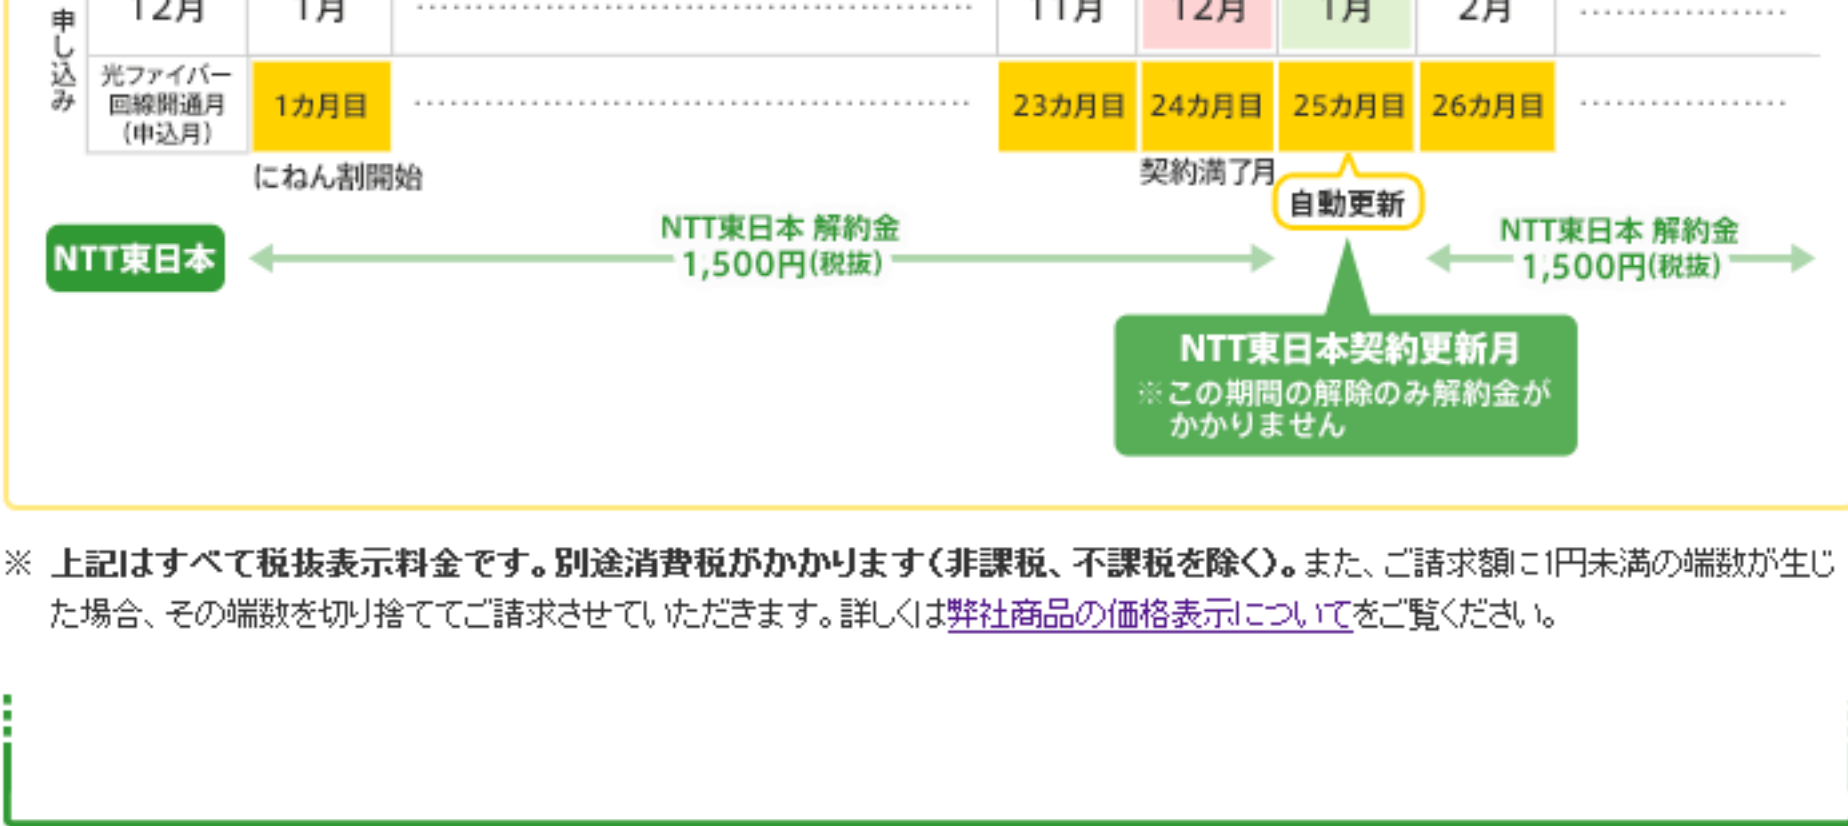 申し込み
12月 1月 11月 12月 1月 2月
光ファイバー
回線開通月
(申込月)
1カ月目 23カ月目 24カ月目 25カ月目 26カ月目
にねん割開始
契約満了月
自動更新
NTT東日本
NTT東日本 解約金
1,500円(税抜)
NTT東日本 解約金
1,500円(税抜)
NTT東日本契約更新月
※この期間の解除のみ解約金が
かかりません
※ 上記はすべて税抜表示料金です。別途消費税がかかります(非課税、不課税を除く)。また、ご請求額に1円未満の端数が生じ
た場合、その端数を切り捨ててご請求させていただきます。詳しくは弊社商品の価格表示についてをご覧ください。